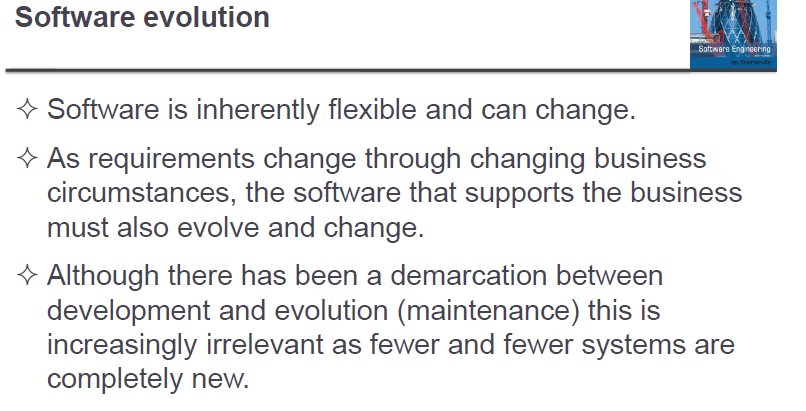 Software evolution
Software Engineering
Ian Sommerville
✧ Software is inherently flexible and can change.
✧ As requirements change through changing business
circumstances, the software that supports the business
must also evolve and change.
✧ Although there has been a demarcation between
development and evolution (maintenance) this is
increasingly irrelevant as fewer and fewer systems are
completely new.